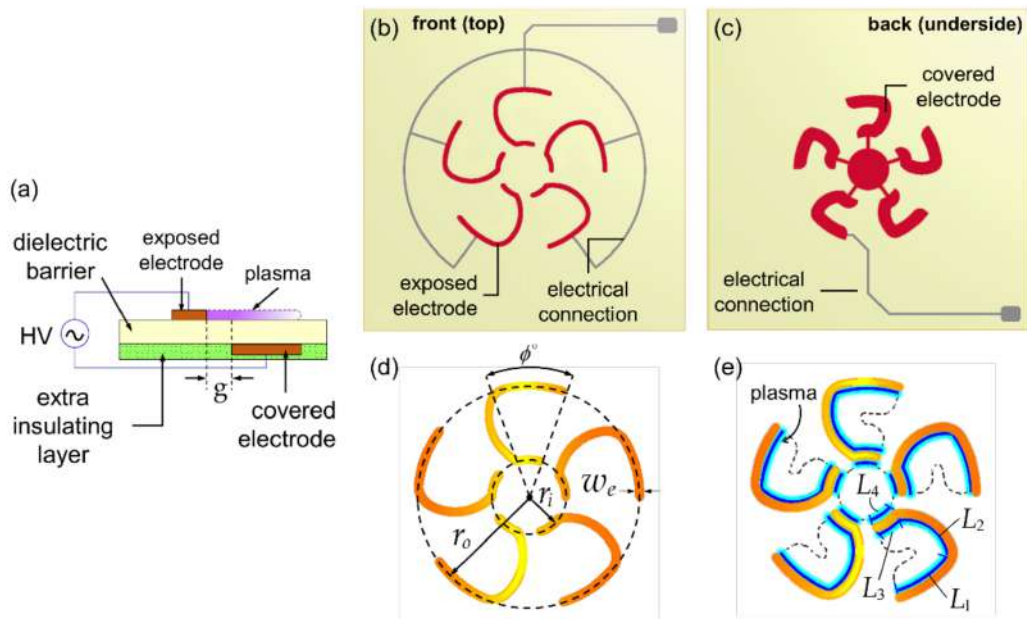 (a)
exposed
electrode
dielectric
barrier
plasma
HV
g
extra
insulating
layer
covered
electrode
(b)
front (top)
exposed
electrode
electrical
connection
(c)
back (underside)
covered
electrode
electrical
connection
(d)
ϕ°
wₑ
rᵢ
rₒ
(e)
plasma
L₄
L₂
L₃
L₁